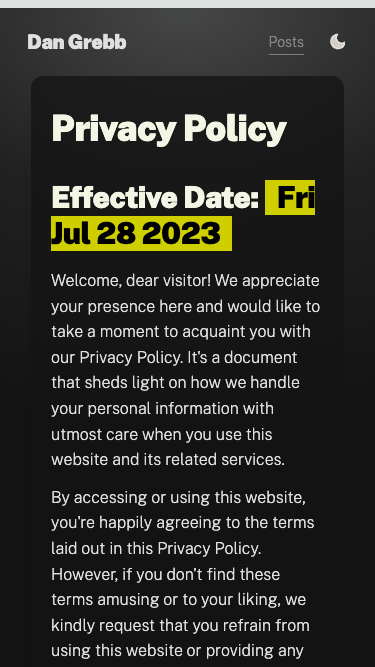 Dan Grebb
Posts
Privacy Policy
Effective Date: Fri
Jul 28 2023
Welcome, dear visitor! We appreciate
your presence here and would like to
take a moment to acquaint you with
our Privacy Policy. It's a document
that sheds light on how we handle
your personal information with
utmost care when you use this
website and its related services.
By accessing or using this website,
you're happily agreeing to the terms
laid out in this Privacy Policy.
However, if you don't find these
terms amusing or to your liking, we
kindly request that you refrain from
using this website or providing any